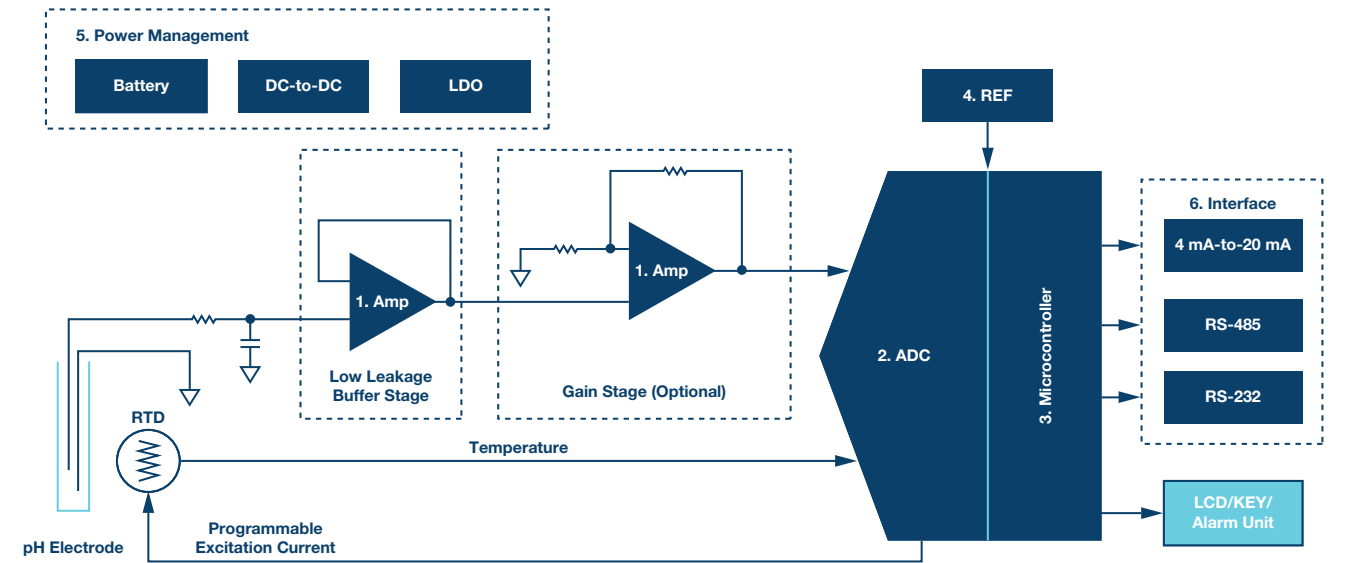 5. Power Management
Battery
DC-to-DC
LDO
4. REF
6. Interface
4 mA-to-20 mA
1. Amp
1. Amp
RS-485
2. ADC
3. Microcontroller
Low Leakage
Buffer Stage
Gain Stage (Optional)
RS-232
RTD
Temperature
LCD/KEY/
Alarm Unit
Programmable
Excitation Current
pH Electrode